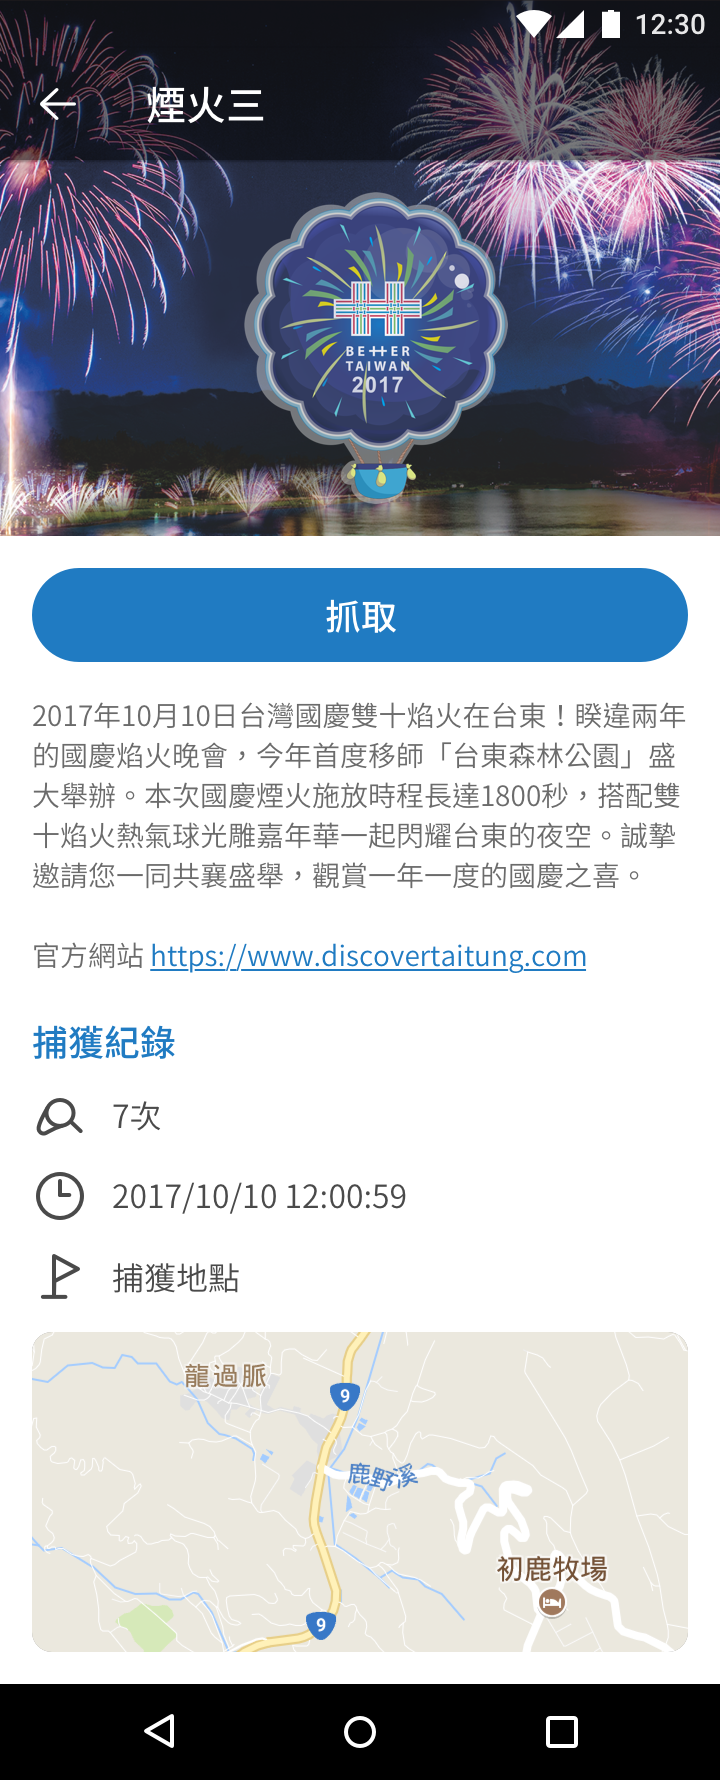 12:30
煙火三
BETTER
TAIWAN
2017
抓取
2017年10月10日台灣國慶雙十焰火在台東！睽違兩年
的國慶焰火晚會，今年首度移師「台東森林公園」盛
大舉辦。本次國慶煙火施放時程長達1800秒，搭配雙
十焰火熱氣球光雕嘉年華一起閃耀台東的夜空。誠摯
邀請您一同共襄盛舉，觀賞一年一度的國慶之喜。
官方網站 https://www.discovertaitung.com
捕獲紀錄
7次
2017/10/10 12:00:59
捕獲地點
龍過脈
9
鹿野溪
初鹿牧場
9